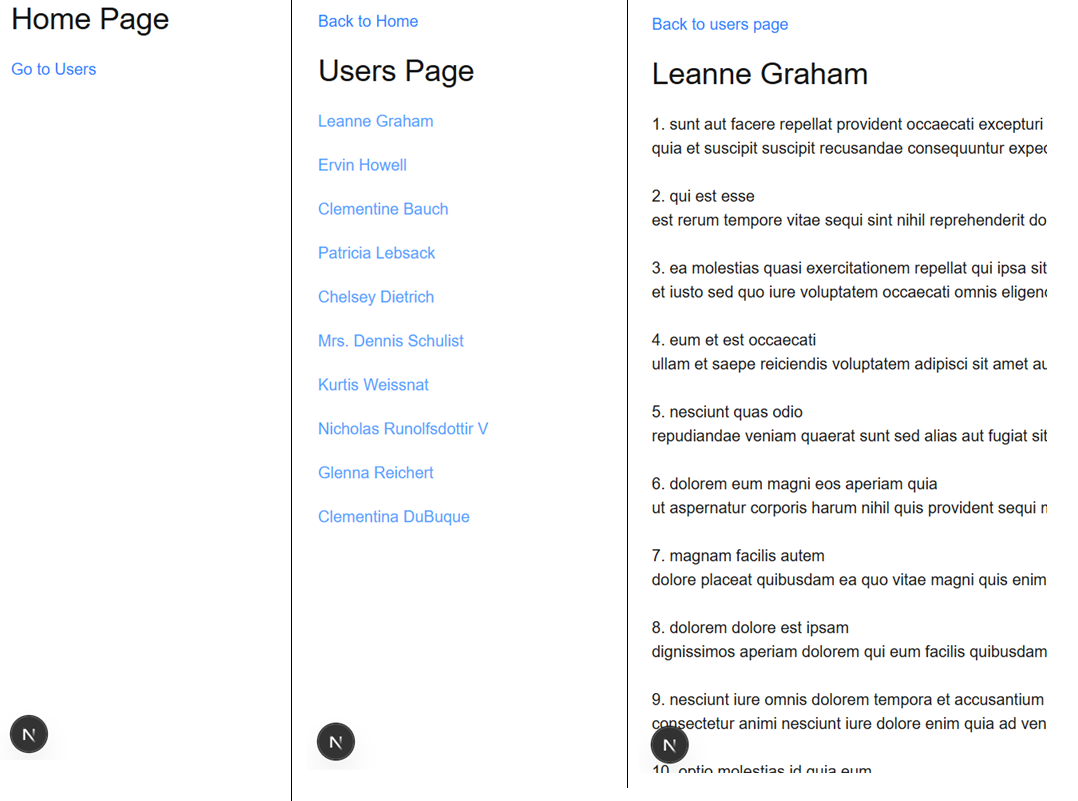 Home Page
Go to Users
N
Back to Home
Users Page
Leanne Graham
Ervin Howell
Clementine Bauch
Patricia Lebsack
Chelsey Dietrich
Mrs. Dennis Schulist
Kurtis Weissnat
Nicholas Runolfsdottir V
Glenna Reichert
Clementina DuBuque
N
Back to users page
Leanne Graham
1. sunt aut facere repellat provident occaecati excepturi
quia et suscipit suscipit recusandae consequuntur exped
2. qui est esse
est rerum tempore vitae sequi sint nihil reprehenderit do
3. ea molestias quasi exercitationem repellat qui ipsa sit
et iusto sed quo iure voluptatem occaecati omnis eligend
4. eum et est occaecati
ullam et saepe reiciendis voluptatem adipisci sit amet au
5. nesciunt quas odio
repudiandae veniam quaerat sunt sed alias aut fugiat sit
6. dolorem eum magni eos aperiam quia
ut aspernatur corporis harum nihil quis provident sequi
7. magnam facilis autem
dolore placeat quibusdam ea quo vitae magni quis enim
8. dolorem dolore est ipsam
dignissimos aperiam dolorem qui eum facilis quibusdam
9. nesciunt iure omnis dolorem tempora et accusantium
consectetur animi nesciunt iure dolore enim quia ad ven
N
10. optio molestias id quia eum